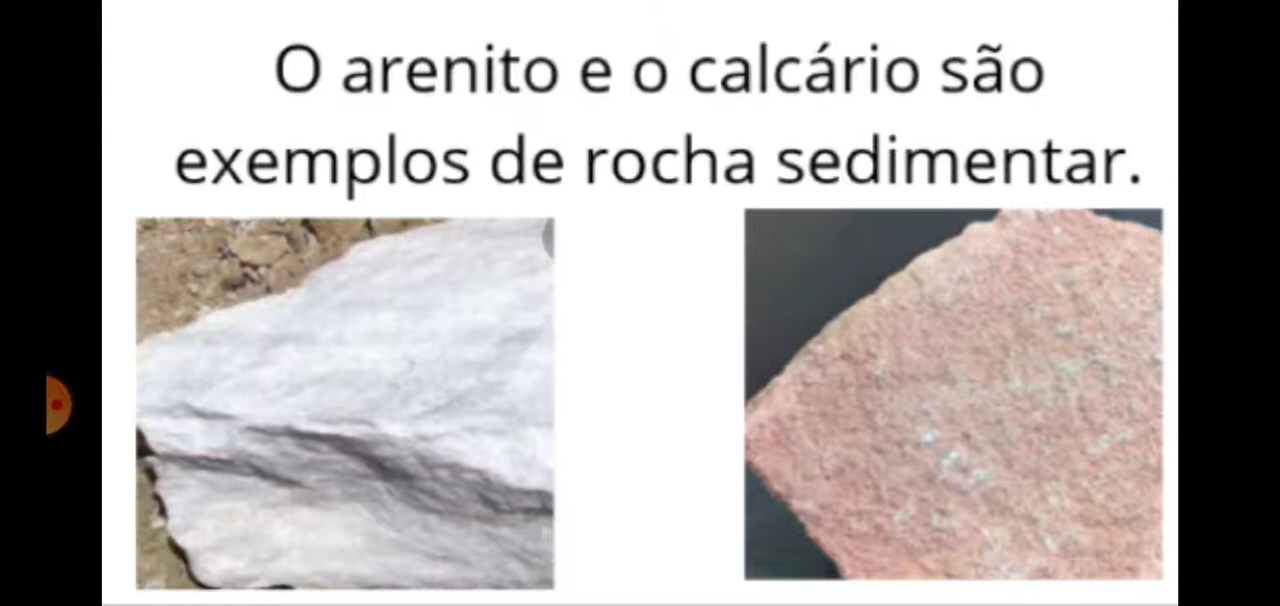 O arenito e o calcário são
exemplos de rocha sedimentar.